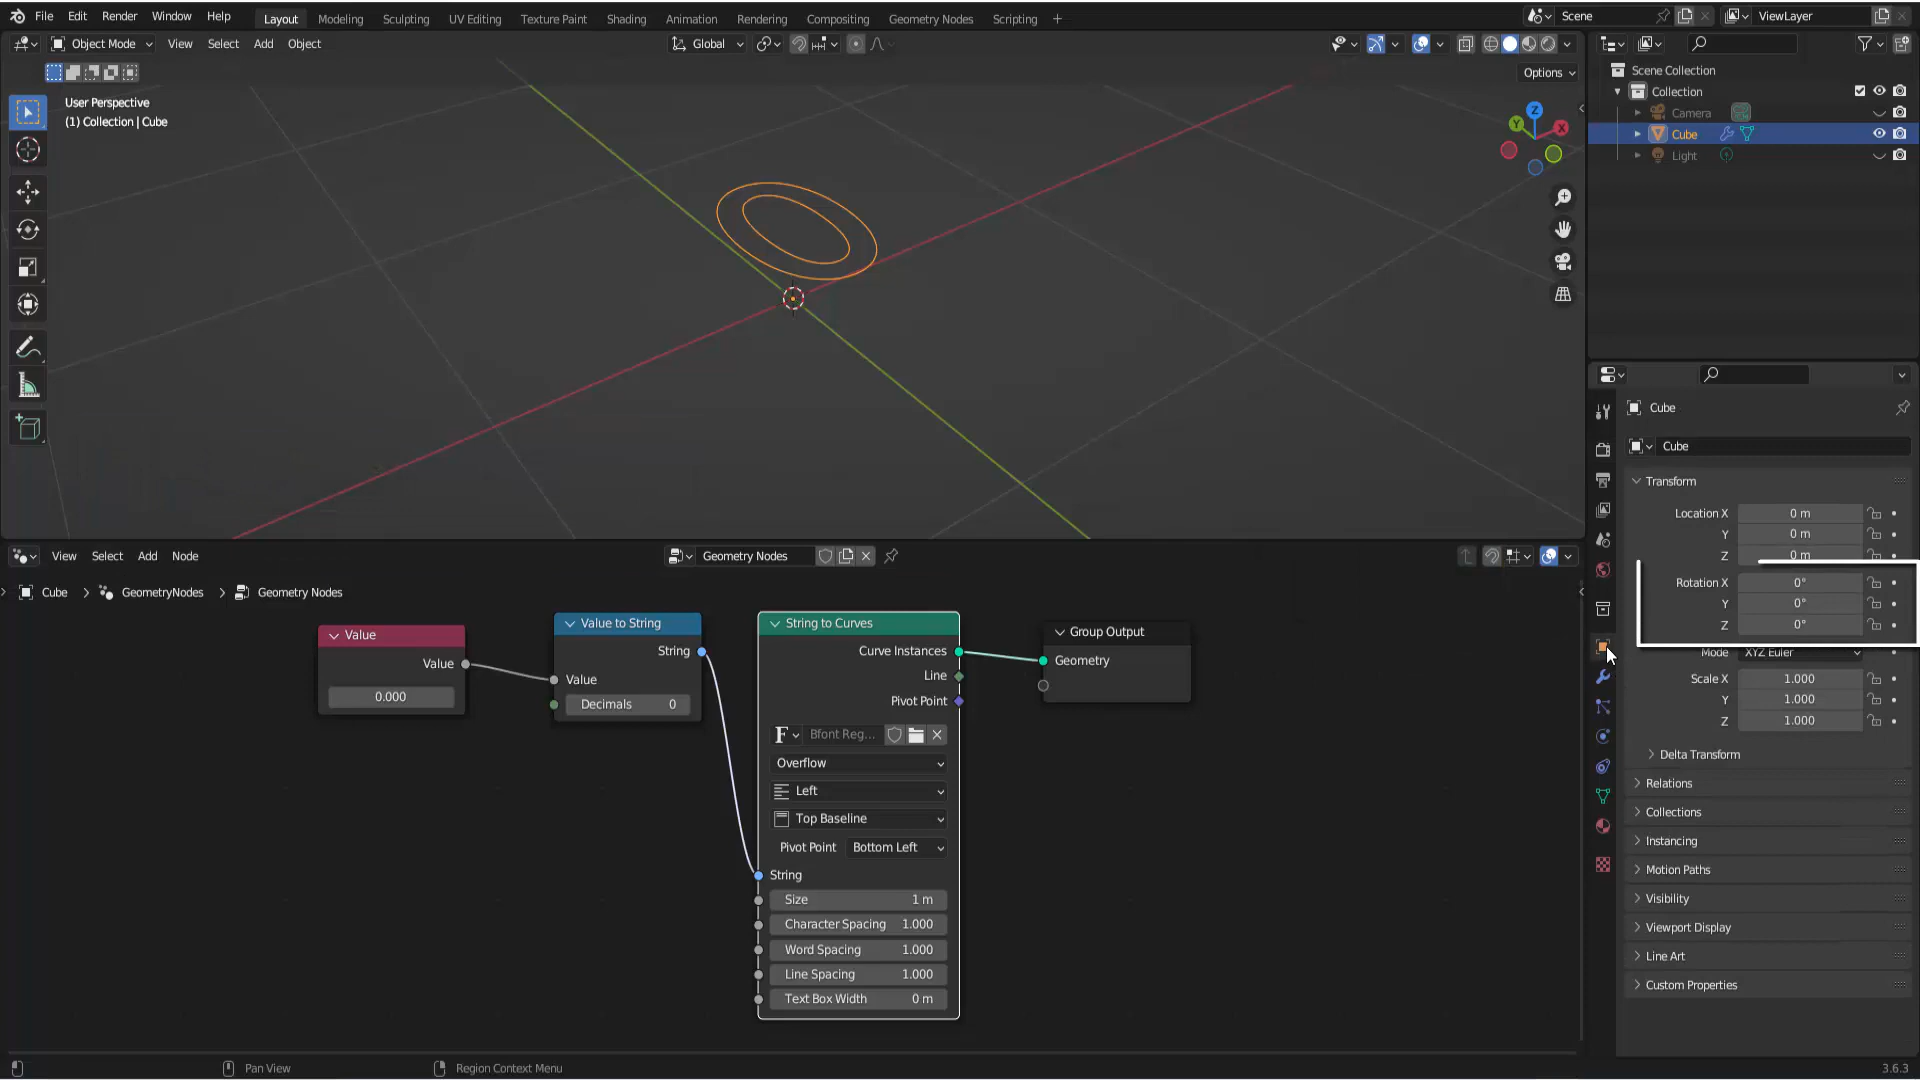 File Edit Render Window Help Layout Modeling Sculpting UV Editing Texture Paint Shading Animation Rendering Compositing Geometry Nodes Scripting + Scene ViewLayer
Object Mode View Select Add Object Global
Options
User Perspective
(1) Collection | Cube
Z
Y
X
Scene Collection
Collection
Camera
Cube
Light
Cube
Cube
Transform
Location X 0 m
Y 0 m
Z 0 m
Rotation X 0°
Y 0°
Z 0°
Mode XYZ Euler
Scale X 1.000
Y 1.000
Z 1.000
Delta Transform
Relations
Collections
Instancing
Motion Paths
Visibility
Viewport Display
Line Art
Custom Properties
View Select Add Node Geometry Nodes
Cube > GeometryNodes > Geometry Nodes
Value
Value
0.000
Value to String
String
Value
Decimals 0
String to Curves
Curve Instances
Line
Pivot Point
F Bfont Reg...
Overflow
Left
Top Baseline
Pivot Point Bottom Left
String
Size 1 m
Character Spacing 1.000
Word Spacing 1.000
Line Spacing 1.000
Text Box Width 0 m
Group Output
Geometry
Pan View Region Context Menu 3.6.3